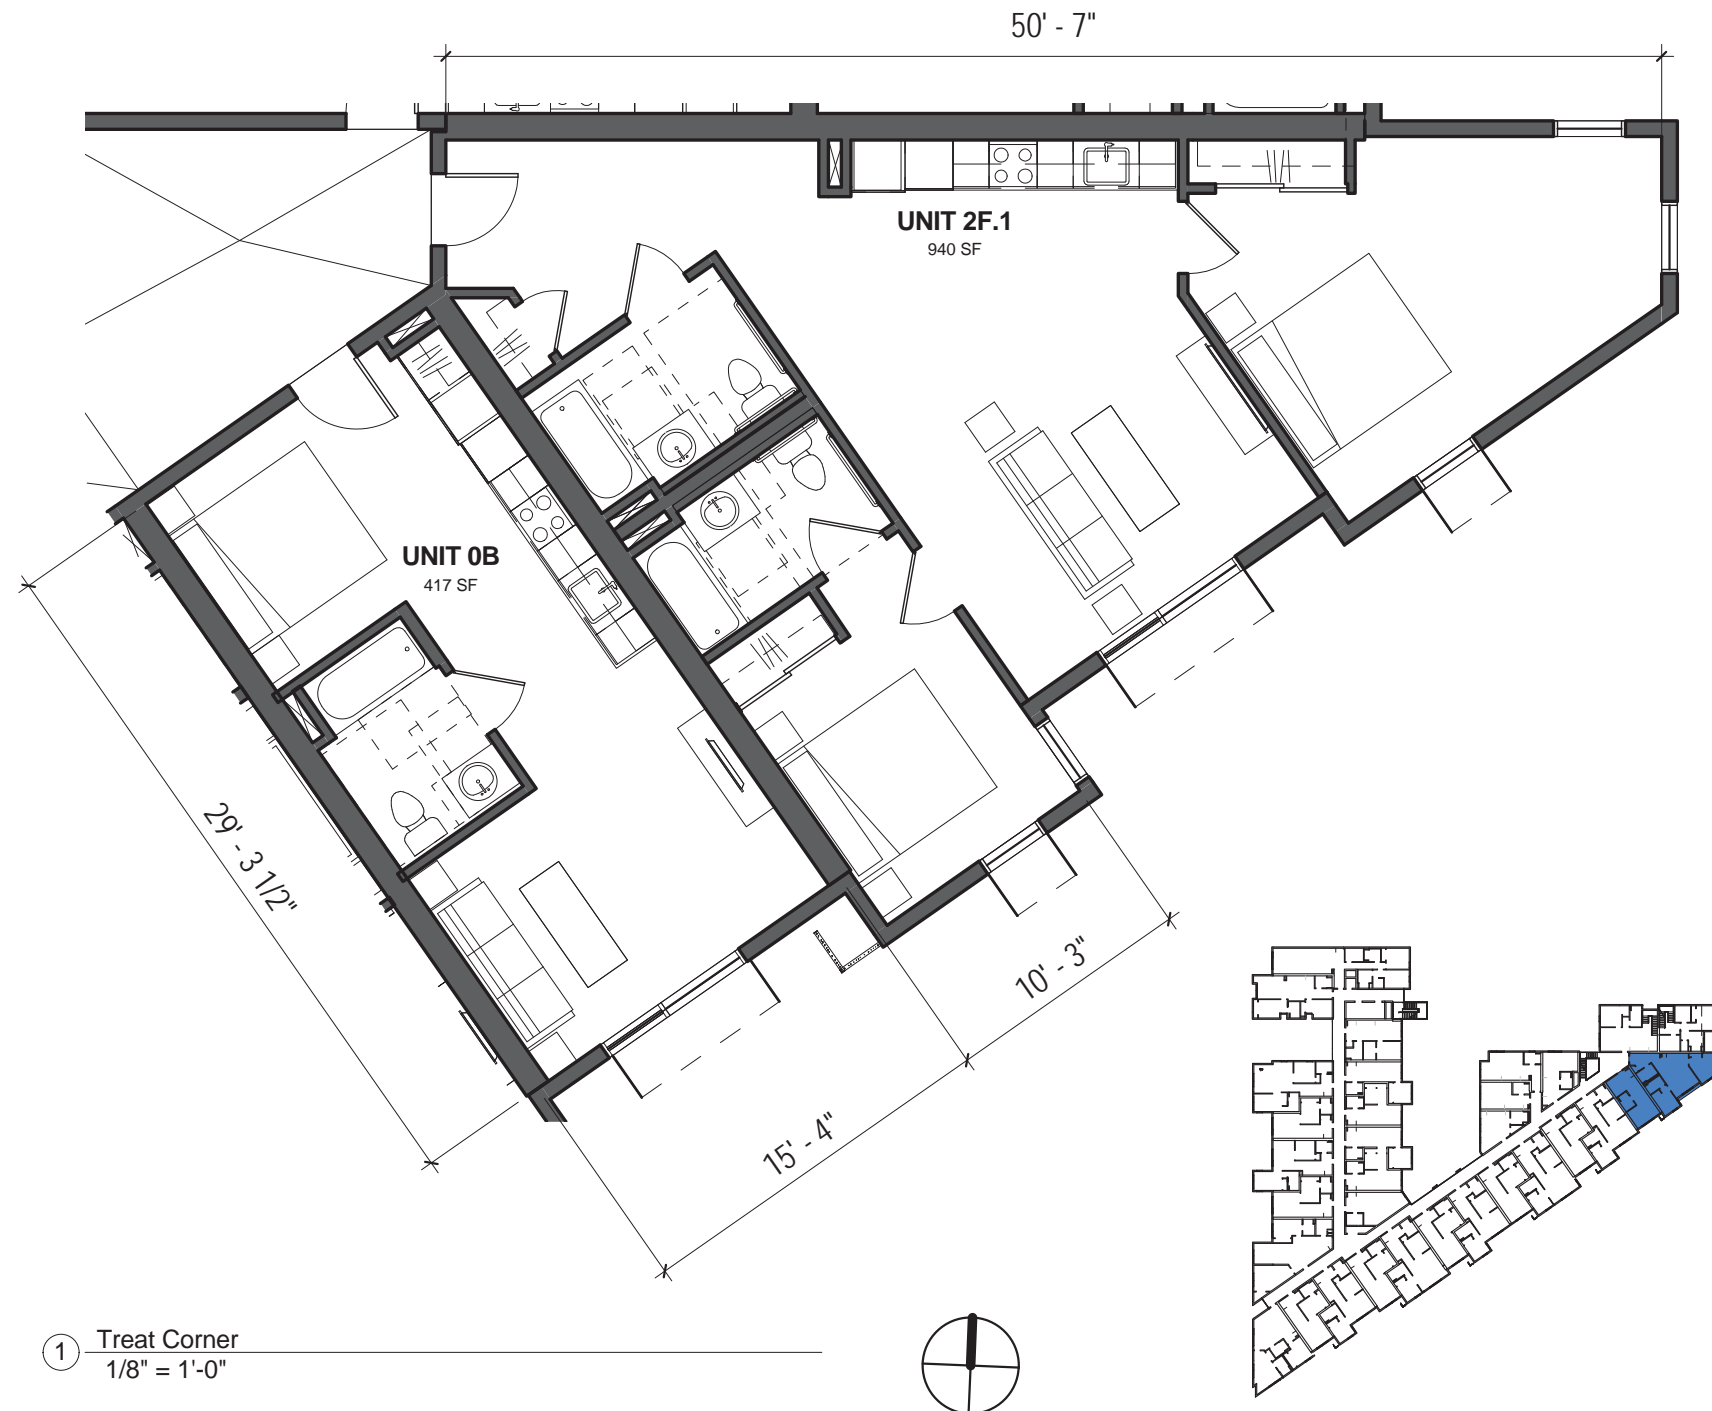 50' - 7"
UNIT 2F.1
940 SF
UNIT 0B
417 SF
29' - 3 1/2"
10' - 3"
15' - 4"
1
Treat Corner
1/8" = 1'-0"